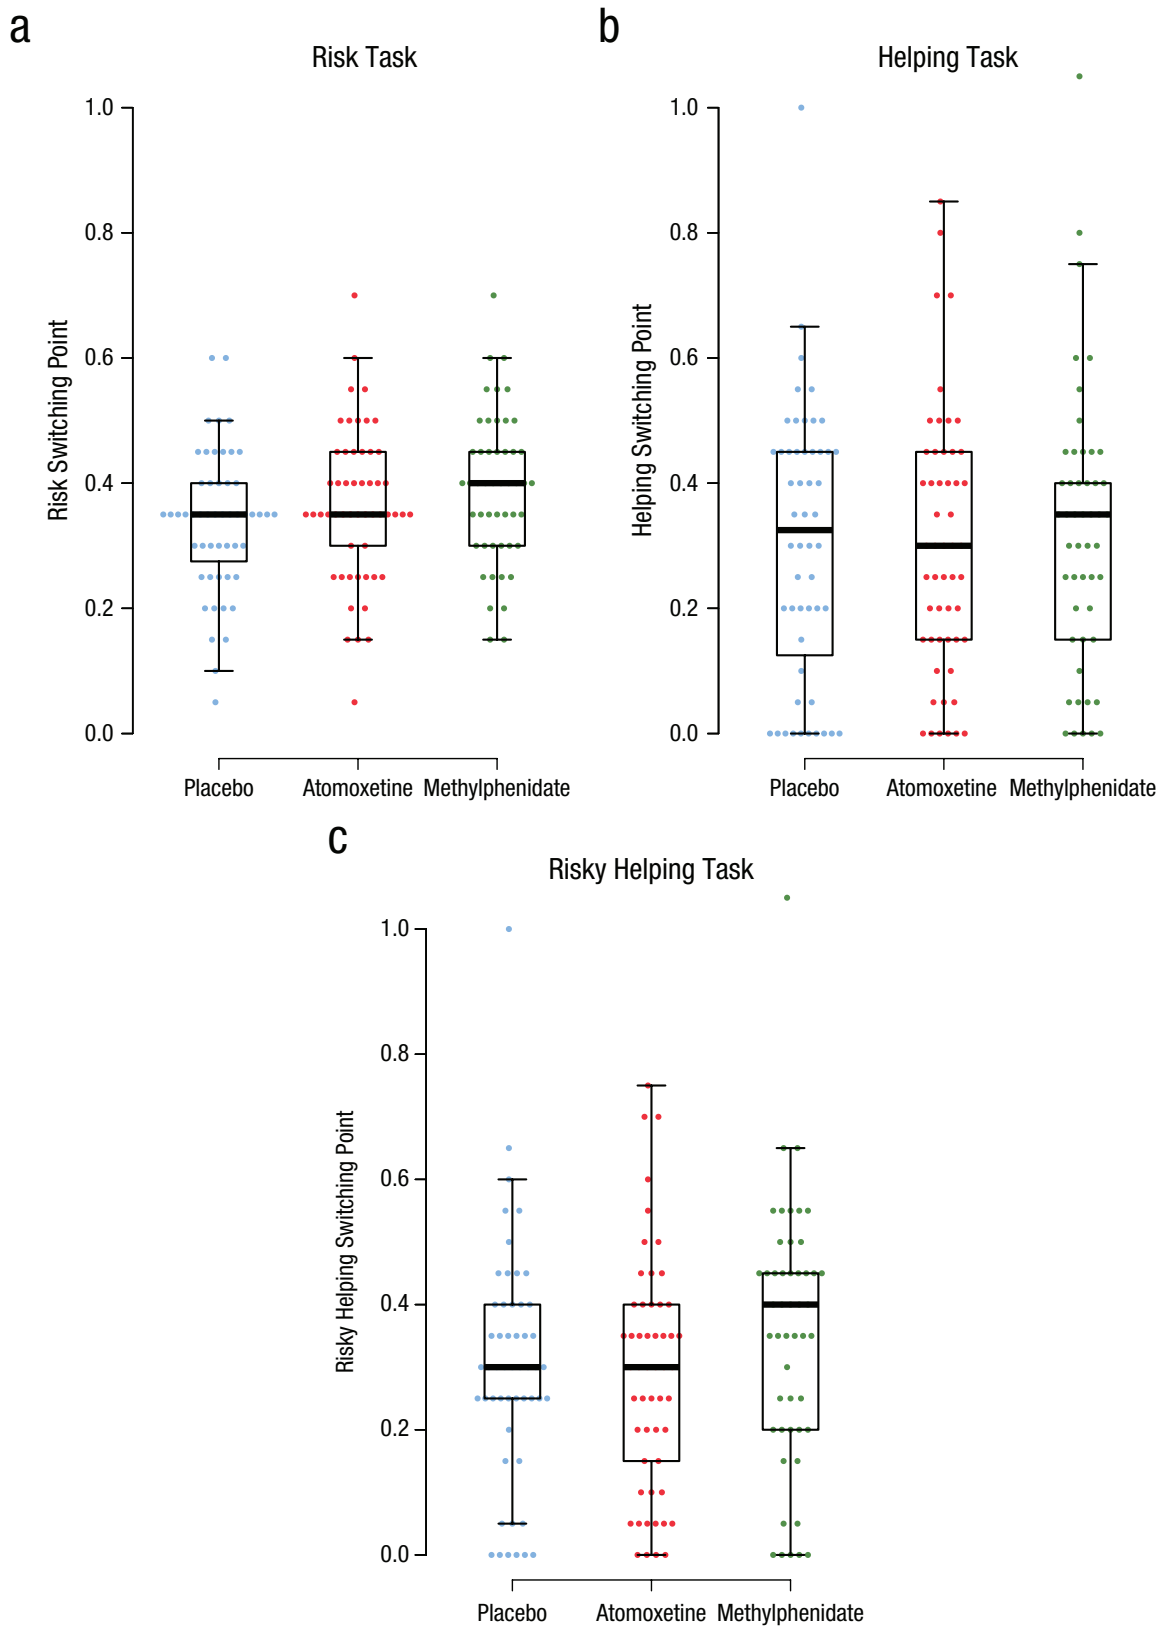 a
Risk Task
Risk Switching Point
1.0
0.8
0.6
0.4
0.2
0.0
Placebo Atomoxetine Methylphenidate
b
Helping Task
Helping Switching Point
1.0
0.8
0.6
0.4
0.2
0.0
Placebo Atomoxetine Methylphenidate
c
Risky Helping Task
Risky Helping Switching Point
1.0
0.8
0.6
0.4
0.2
0.0
Placebo Atomoxetine Methylphenidate